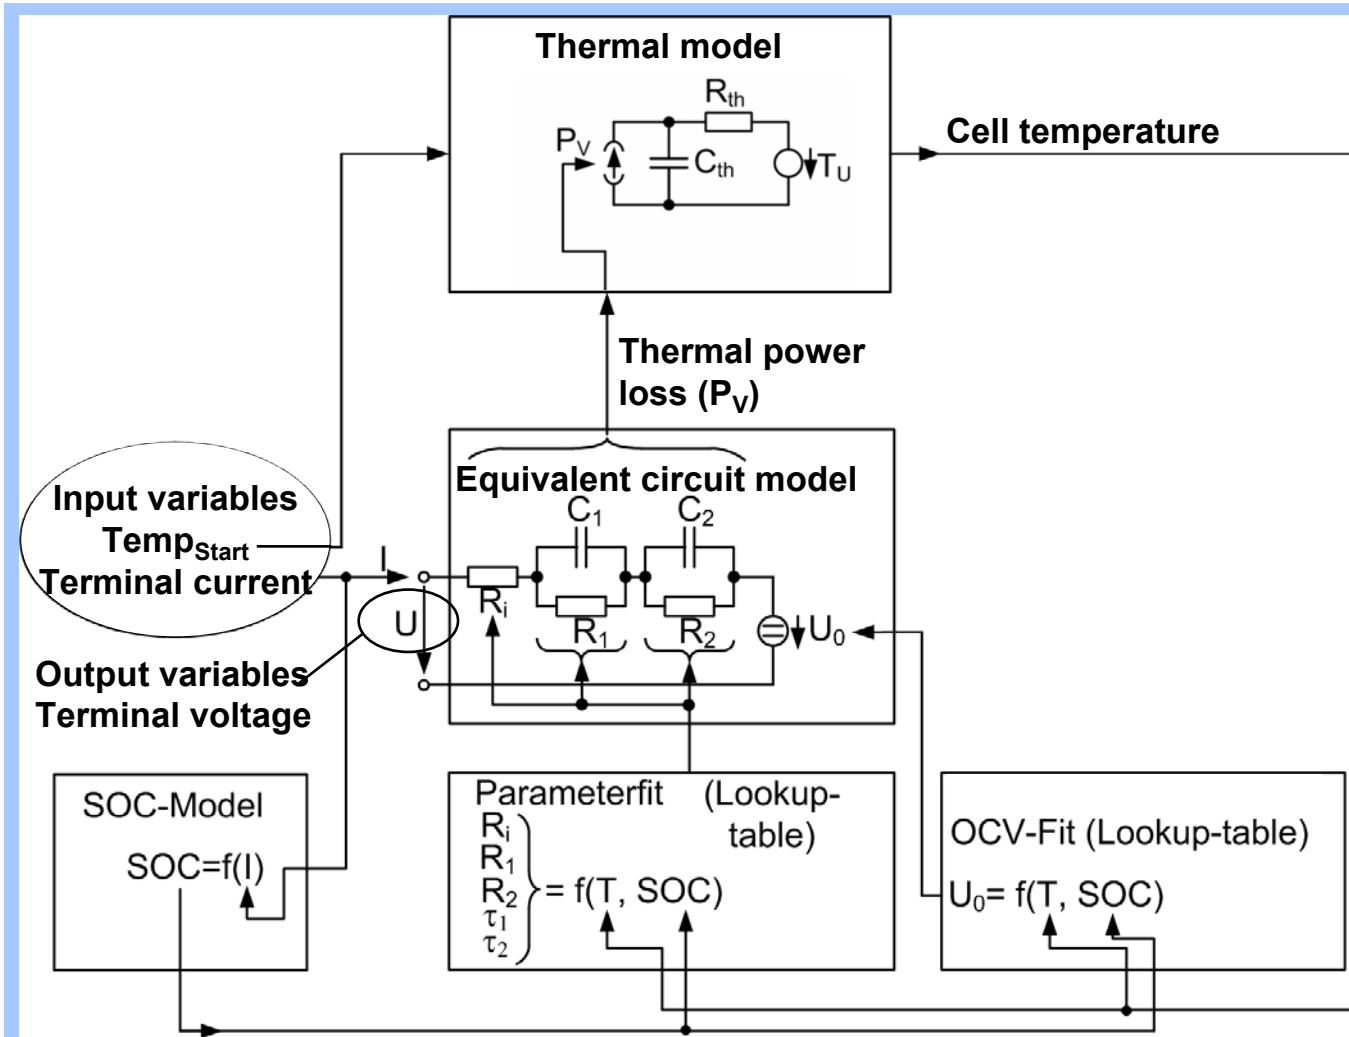 Thermal model
R_th
P_V
C_th
T_U
Cell temperature
Thermal power
loss (P_V)
Input variables
Temp_Start
Terminal current
I
U
Output variables
Terminal voltage
Equivalent circuit model
C_1
C_2
R_i
R_1
R_2
U_0
SOC-Model
SOC=f(I)
Parameterfit (Lookup-
table)
R_i
R_1
R_2
τ_1
τ_2
= f(T, SOC)
OCV-Fit (Lookup-table)
U_0= f(T, SOC)